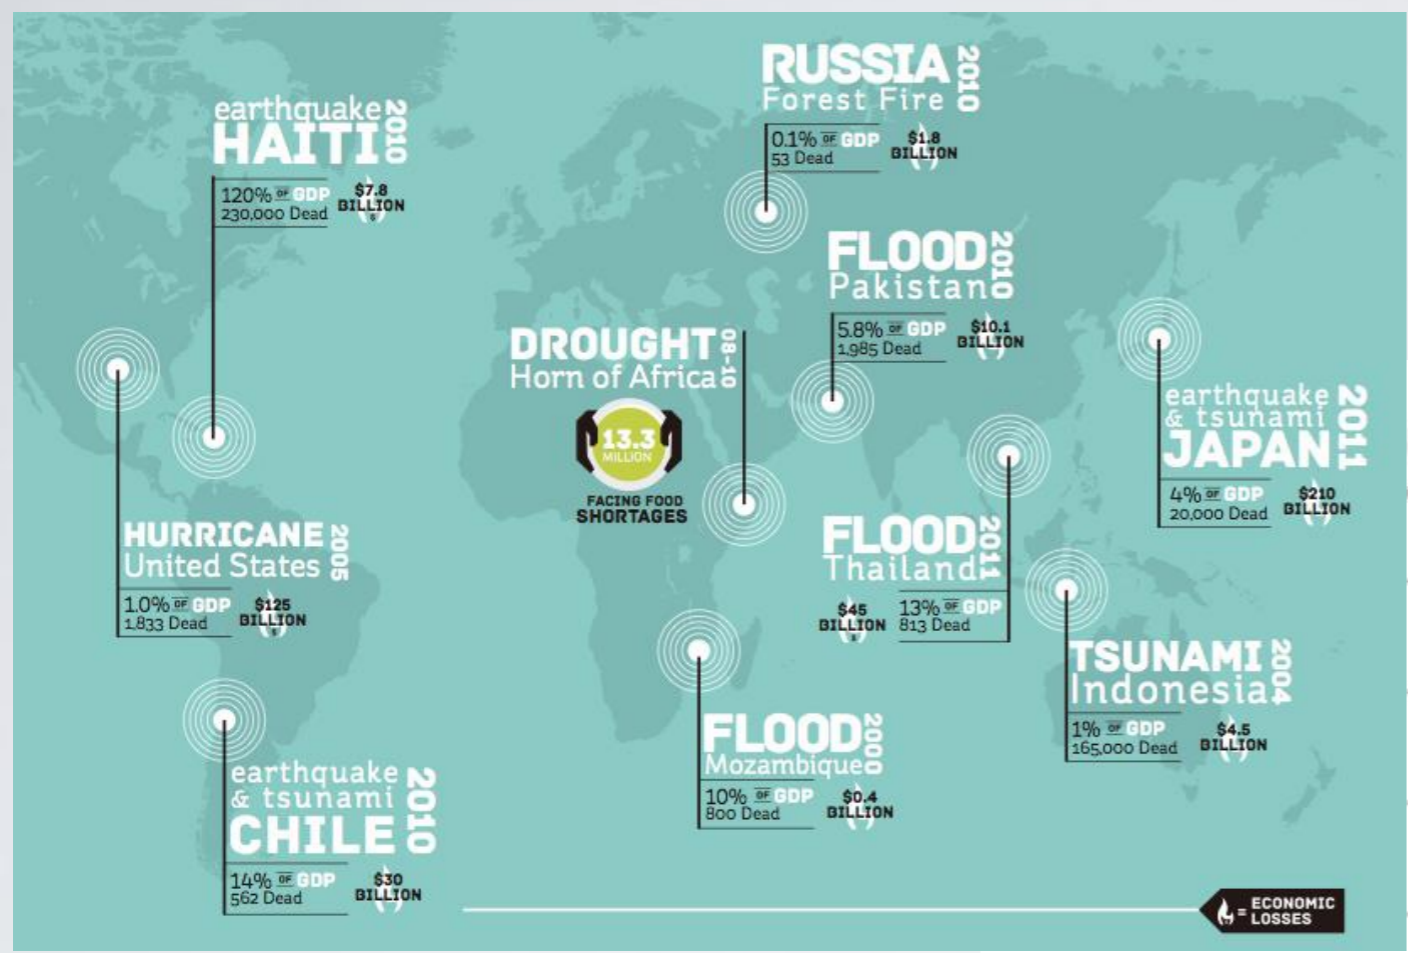 earthquake
HAITI
2010
120% OF GDP
230,000 Dead
$7.8
BILLION
RUSSIA
Forest Fire
2010
0.1% OF GDP
53 Dead
$1.8
BILLION
FLOOD
Pakistan
2010
5.8% OF GDP
1,985 Dead
$10.1
BILLION
DROUGHT
Horn of Africa
08-10
13.3
MILLION
FACING FOOD
SHORTAGES
earthquake
& tsunami
JAPAN
2011
4% OF GDP
20,000 Dead
$210
BILLION
HURRICANE
United States
2005
1.0% OF GDP
1,833 Dead
$125
BILLION
FLOOD
Thailand
2011
$45
BILLION
13% OF GDP
813 Dead
TSUNAMI
Indonesia
2004
1% OF GDP
165,000 Dead
$4.5
BILLION
FLOOD
Mozambique
2000
10% OF GDP
800 Dead
$0.4
BILLION
earthquake
& tsunami
CHILE
2010
14% OF GDP
562 Dead
$30
BILLION
= ECONOMIC
LOSSES